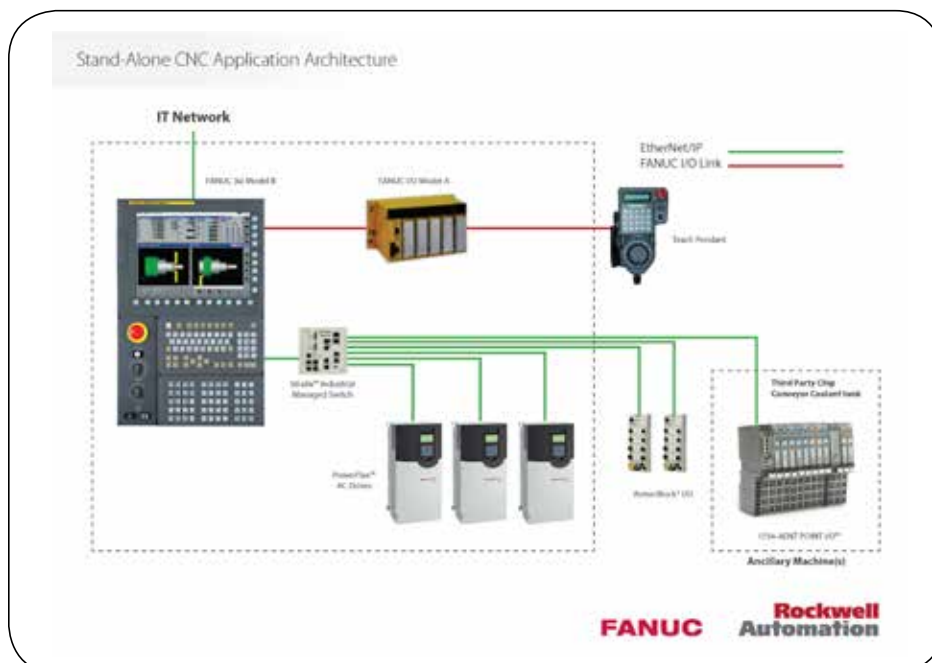 Stand-Alone CNC Application Architecture
IT Network
EtherNet/IP
FANUC I/O Link
FANUC Model B
FANUC I/O Model A
Teach Pendant
Stratix™ Industrial
Managed Switch
Third Party Chip
Conveyor Coolant tank
PowerFlex™
AC Drives
ArmorBlock® I/O
1734-AENT POINT I/O™
Ancillary Machine(s)
FANUC
Rockwell
Automation